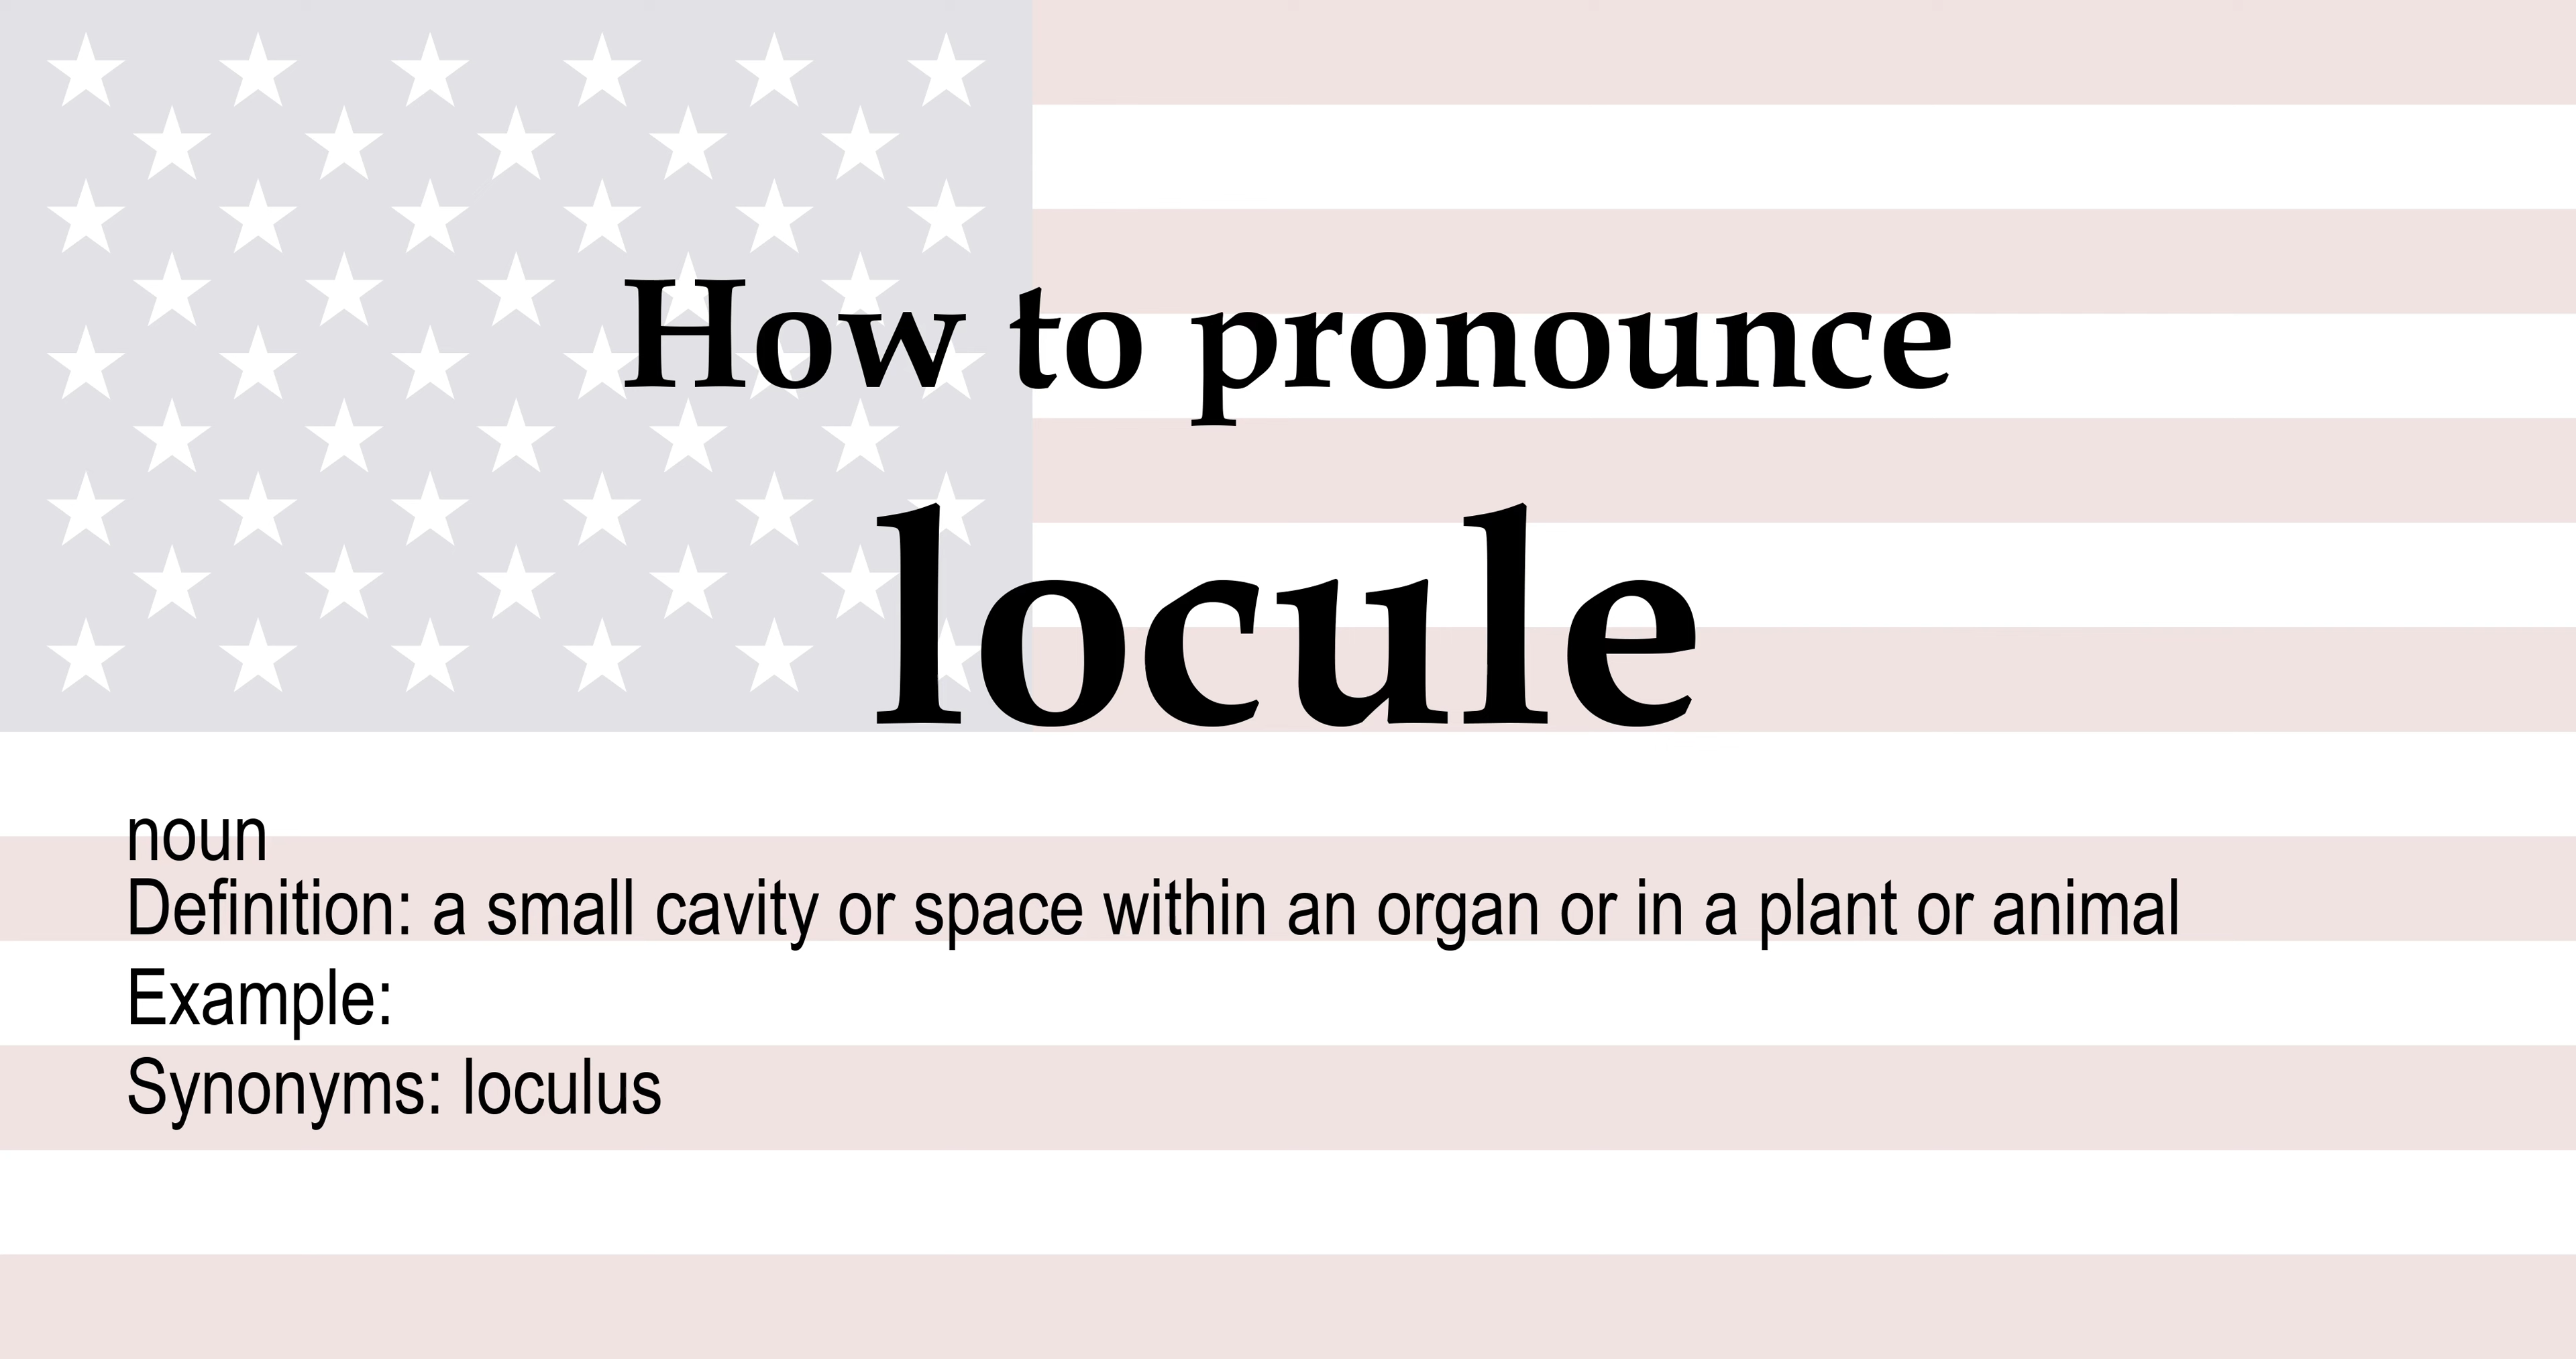 How to pronounce
locule
noun
Definition: a small cavity or space within an organ or in a plant or animal
Example:
Synonyms: loculus